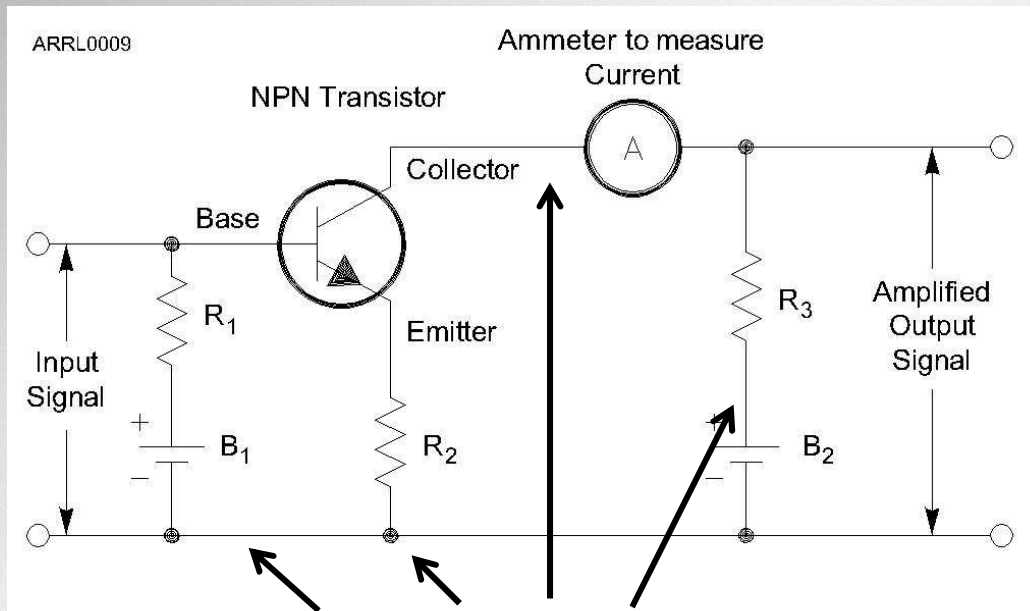 ARRL0009
Ammeter to measure
Current
NPN Transistor
A
Collector
Base
R1
R3
Amplified
Output
Signal
Emitter
Input
Signal
+
B1
−
R2
+
B2
−